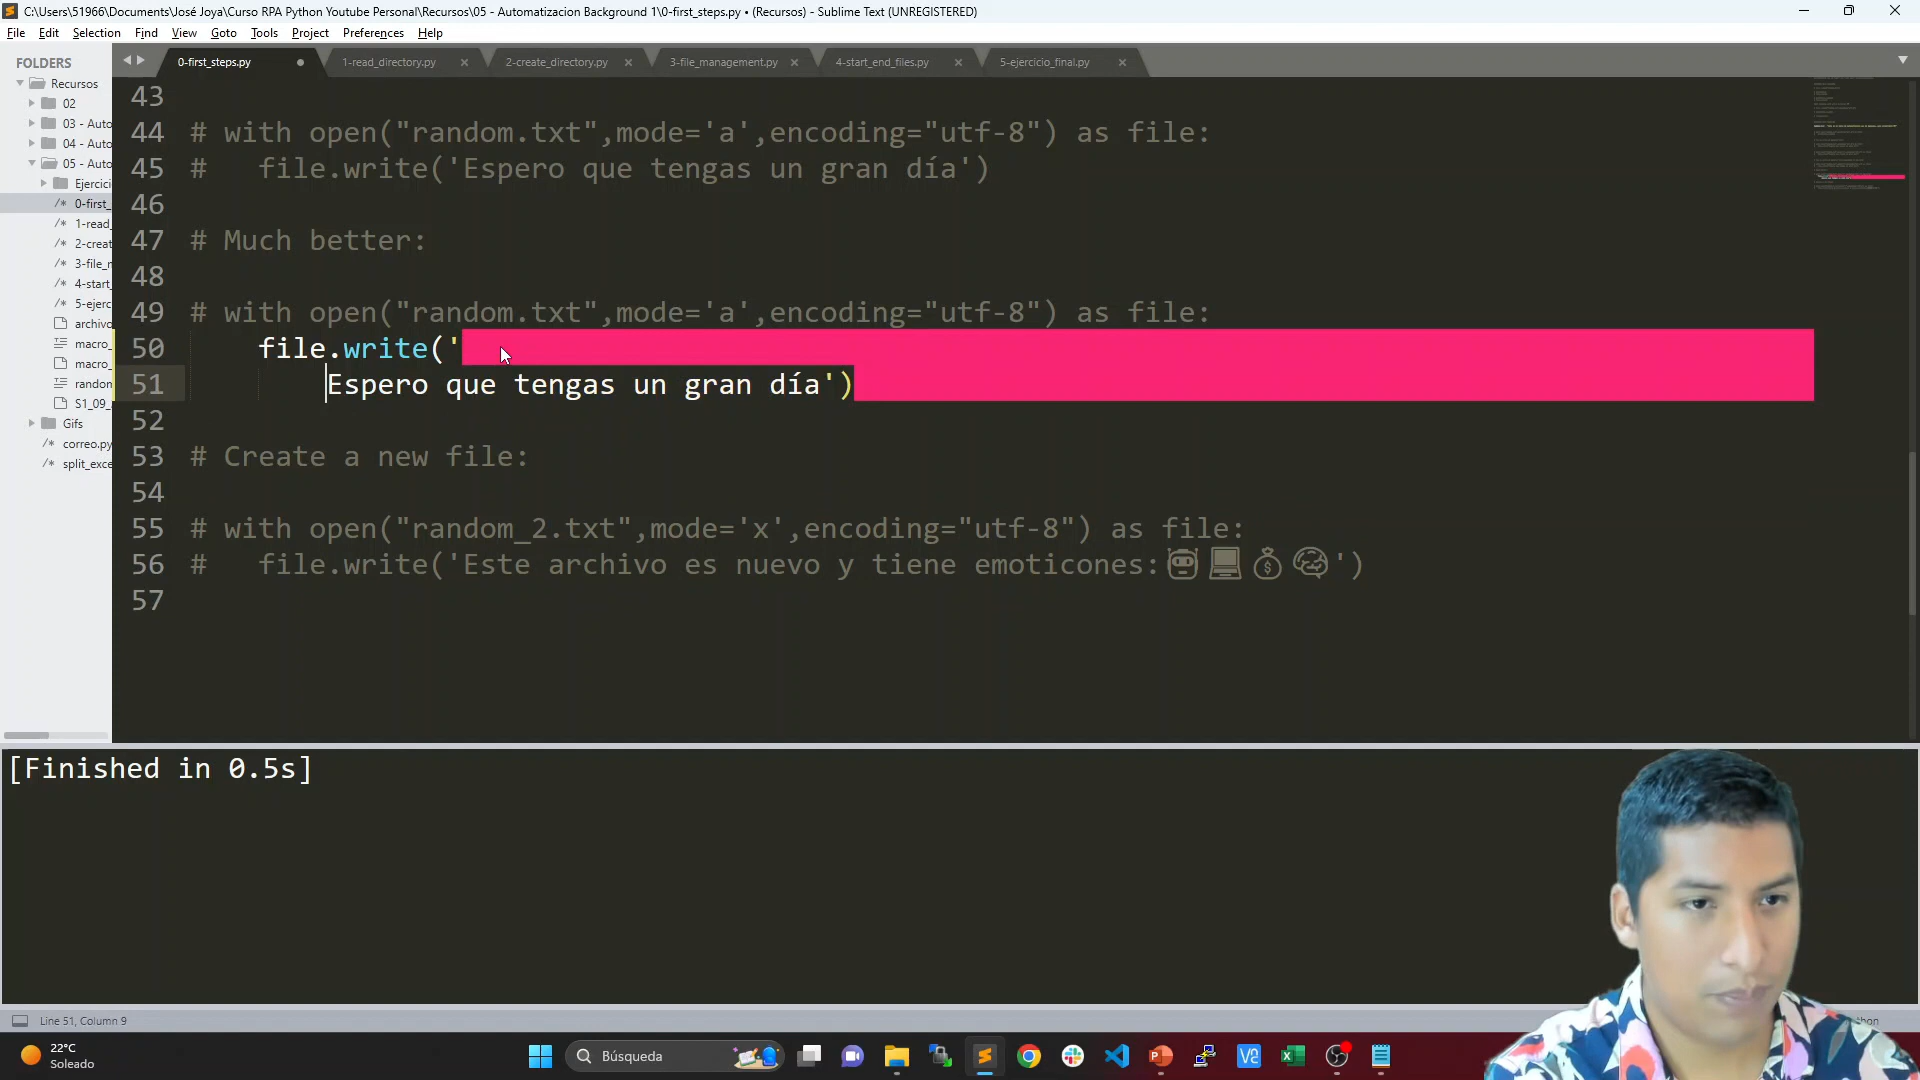 C:\Users\51966\Documents\José Joya\Curso RPA Python Youtube Personal\Recursos\05 - Automatizacion Background 1\0-first_steps.py • (Recursos) - Sublime Text (UNREGISTERED)
File Edit Selection Find View Goto Tools Project Preferences Help
FOLDERS
Recursos
02
03 - Auto
04 - Auto
05 - Auto
Ejercici
0-first_
1-read_
2-creat
3-file_r
4-start_
5-ejerc
archivo
macro_
macro_
random
S1_09_
Gifs
correo.py
split_exce
0-first_steps.py 1-read_directory.py 2-create_directory.py 3-file_management.py 4-start_end_files.py 5-ejercicio_final.py
43
44 # with open("random.txt",mode='a',encoding="utf-8") as file:
45 # file.write('Espero que tengas un gran día')
46
47 # Much better:
48
49 # with open("random.txt",mode='a',encoding="utf-8") as file:
50 file.write('
51 Espero que tengas un gran día')
52
53 # Create a new file:
54
55 # with open("random_2.txt",mode='x',encoding="utf-8") as file:
56 # file.write('Este archivo es nuevo y tiene emoticones:🤖💻💰🤑')
57
[Finished in 0.5s]
Line 51, Column 9
22°C
Soleado
Búsqueda